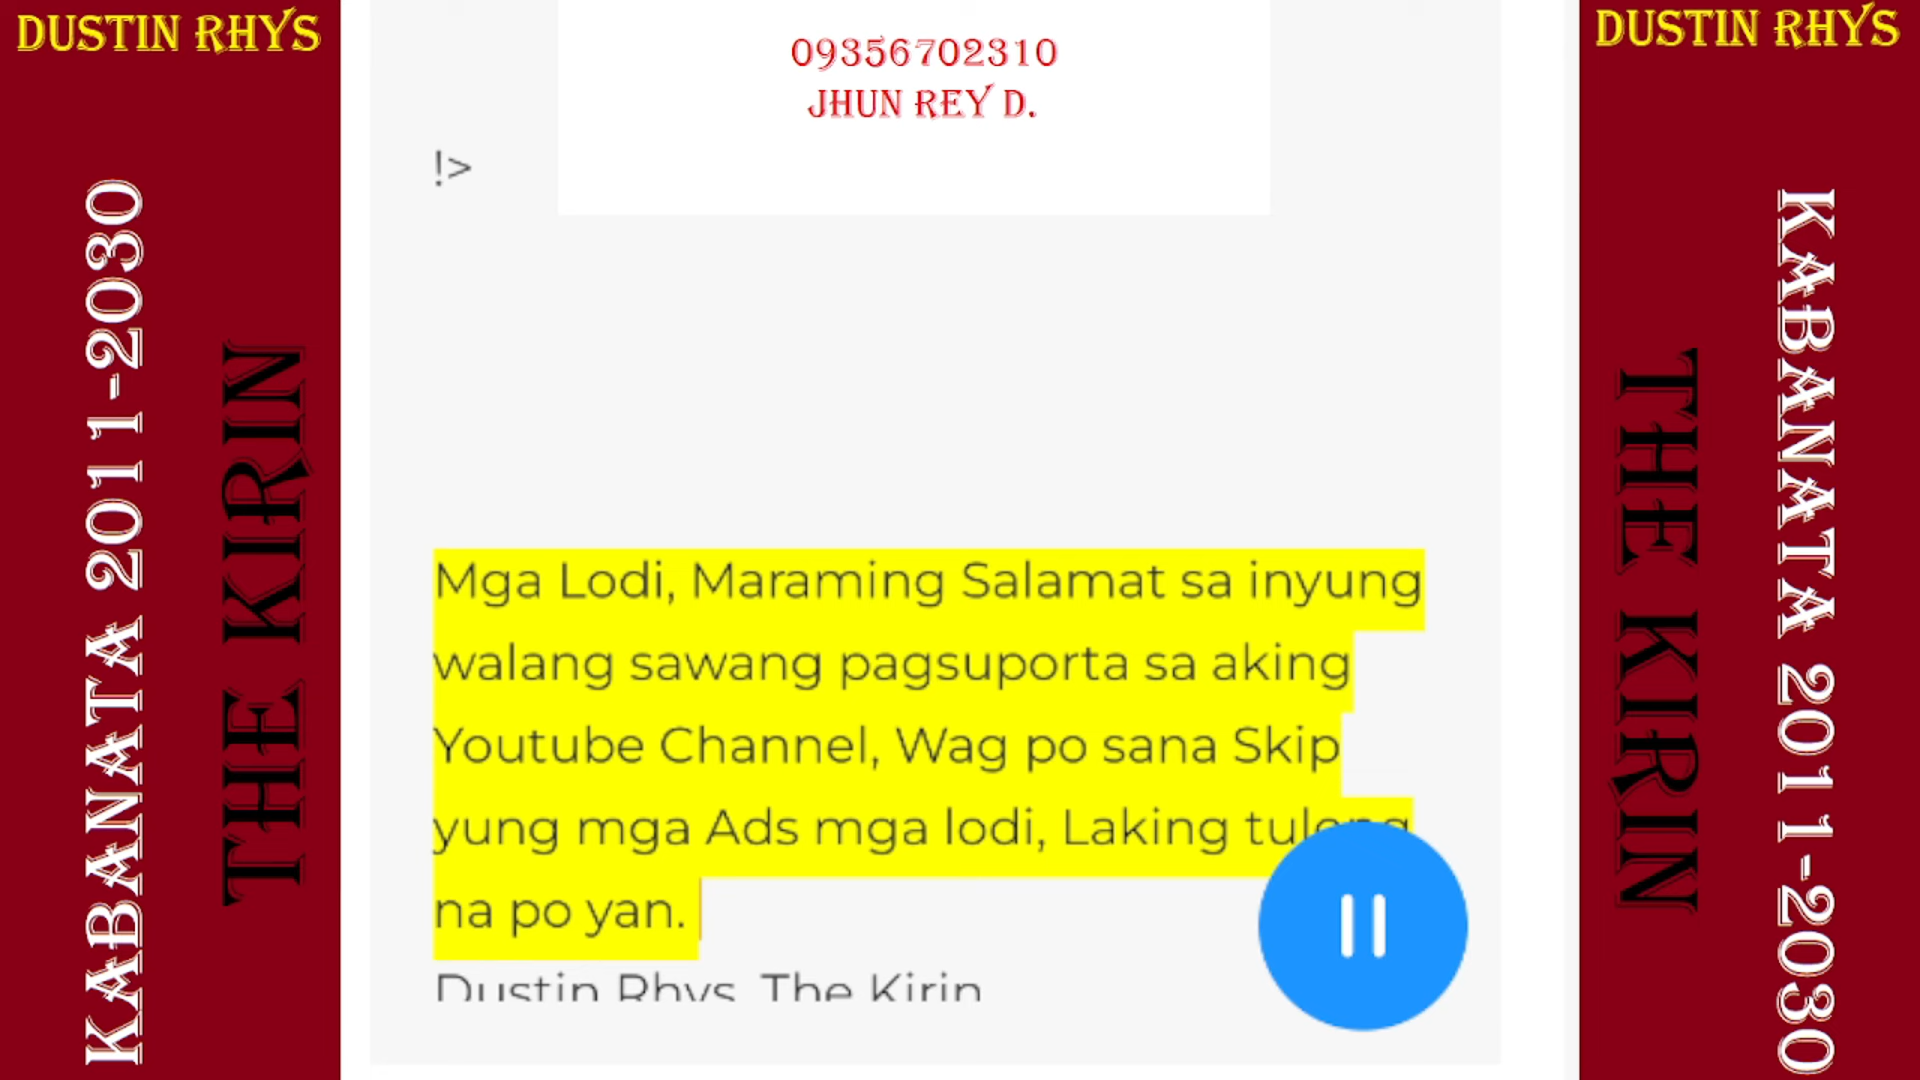 DUSTIN RHYS
KABANATA 2011-2030
THE KIRIN
09356702310
JHUN REY D.
!>
Mga Lodi, Maraming Salamat sa inyung
walang sawang pagsuporta sa aking
Youtube Channel, Wag po sana Skip
yung mga Ads mga lodi, Laking tulong
na po yan.
Dustin Rhys The Kirin
DUSTIN RHYS
THE KIRIN
KABANATA 2011-2030